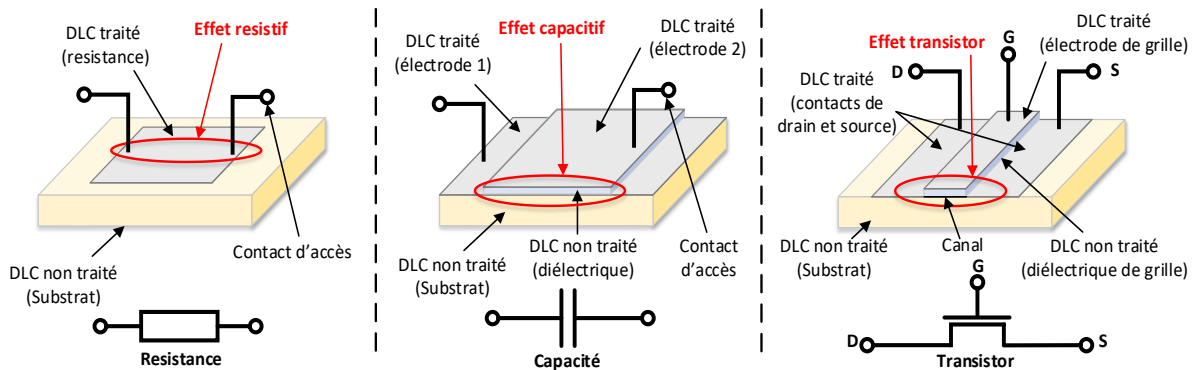 DLC traité
(resistance)
Effet resistif
Contact d'accès
DLC non traité
(Substrat)
Resistance
DLC traité
(électrode 1)
Effet capacitif
DLC traité
(électrode 2)
DLC non traité
(Substrat)
DLC non traité
(diélectrique)
Contact
d'accès
Capacité
Effet transistor
G
DLC traité
(électrode de grille)
D
S
DLC traité
(contacts de
drain et source)
DLC non traité
(Substrat)
Canal
DLC non traité
(diélectrique de grille)
G
D
S
Transistor